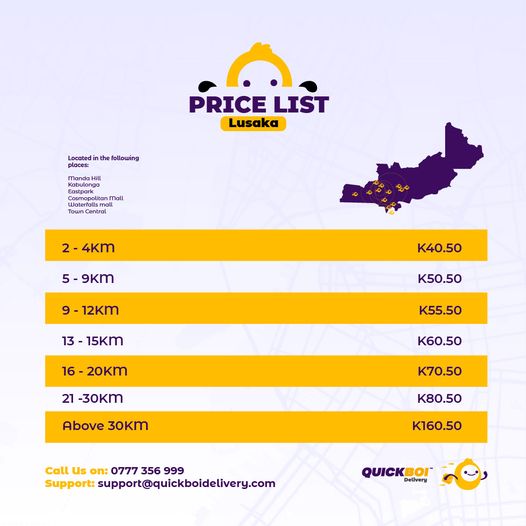 PRICE LIST
Lusaka
Located in the following
places:
Manda Hill
Kabulonga
Eastpark
Cosmopolitan Mall
Waterfalls mall
Town Central
2 - 4KM K40.50
5 - 9KM K50.50
9 - 12KM K55.50
13 - 15KM K60.50
16 - 20KM K70.50
21 -30KM K80.50
Above 30KM K160.50
Call Us on: 0777 356 999
Support: support@quickboidelivery.com
QUICKBOI™
Delivery